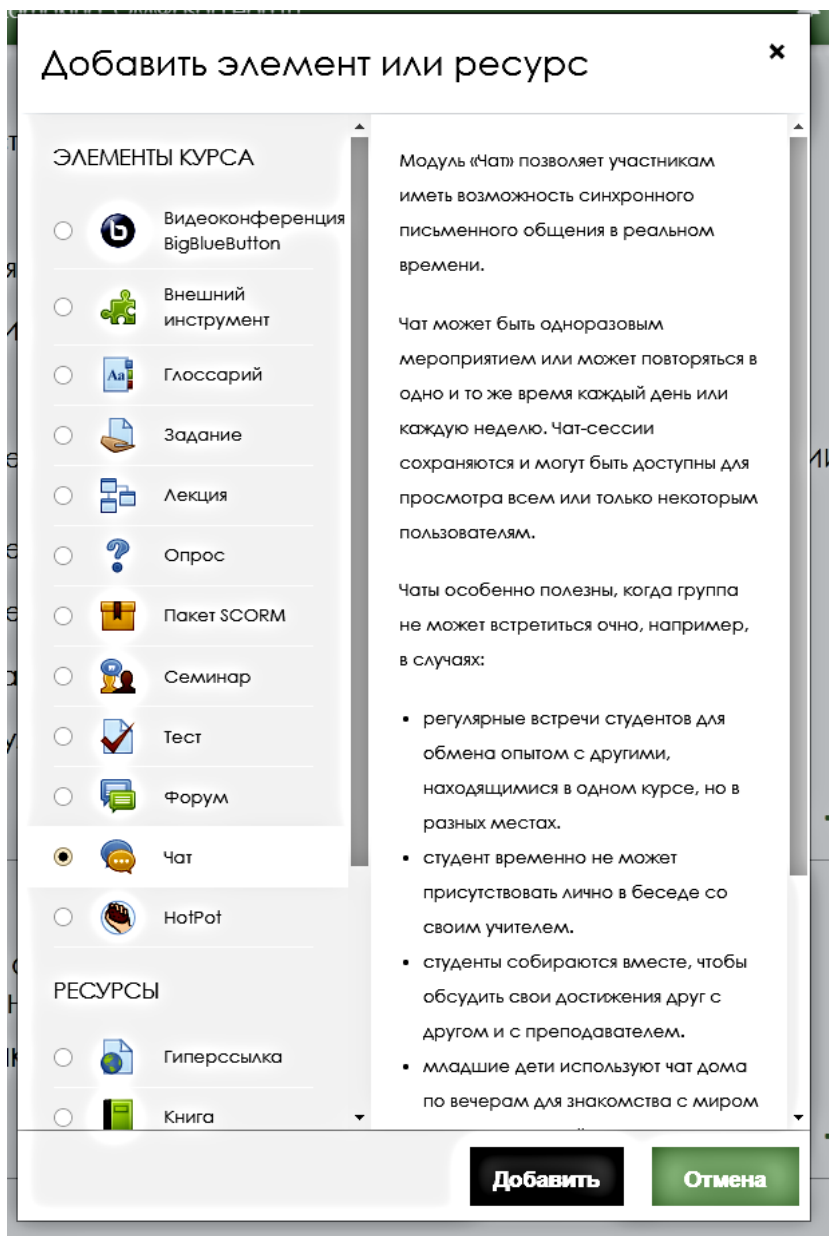 Добавить элемент или ресурс
×
ЭЛЕМЕНТЫ КУРСА
Видеоконференция
BigBlueButton
Внешний
инструмент
Глоссарий
Задание
Лекция
Опрос
Пакет SCORM
Семинар
Тест
Форум
Чат
HotPot
РЕСУРСЫ
Гиперссылка
Книга
Модуль «Чат» позволяет участникам
иметь возможность синхронного
письменного общения в реальном
времени.
Чат может быть одноразовым
мероприятием или может повторяться в
одно и то же время каждый день или
каждую неделю. Чат-сессии
сохраняются и могут быть доступны для
просмотра всем или только некоторым
пользователям.
Чаты особенно полезны, когда группа
не может встретиться очно, например,
в случаях:
• регулярные встречи студентов для
обмена опытом с другими,
находящимися в одном курсе, но в
разных местах.
• студент временно не может
присутствовать лично в беседе со
своим учителем.
• студенты собираются вместе, чтобы
обсудить свои достижения друг с
другом и с преподавателем.
• младшие дети используют чат дома
по вечерам для знакомства с миром
Добавить
Отмена